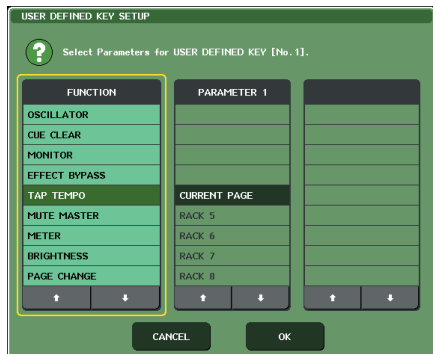 USER DEFINED KEY SETUP
?
Select Parameters for USER DEFINED KEY [No.1].
FUNCTION
PARAMETER 1
OSCILLATOR
CUE CLEAR
MONITOR
EFFECT BYPASS
TAP TEMPO
CURRENT PAGE
MUTE MASTER
RACK 5
METER
RACK 6
BRIGHTNESS
RACK 7
PAGE CHANGE
RACK 8
CANCEL
OK